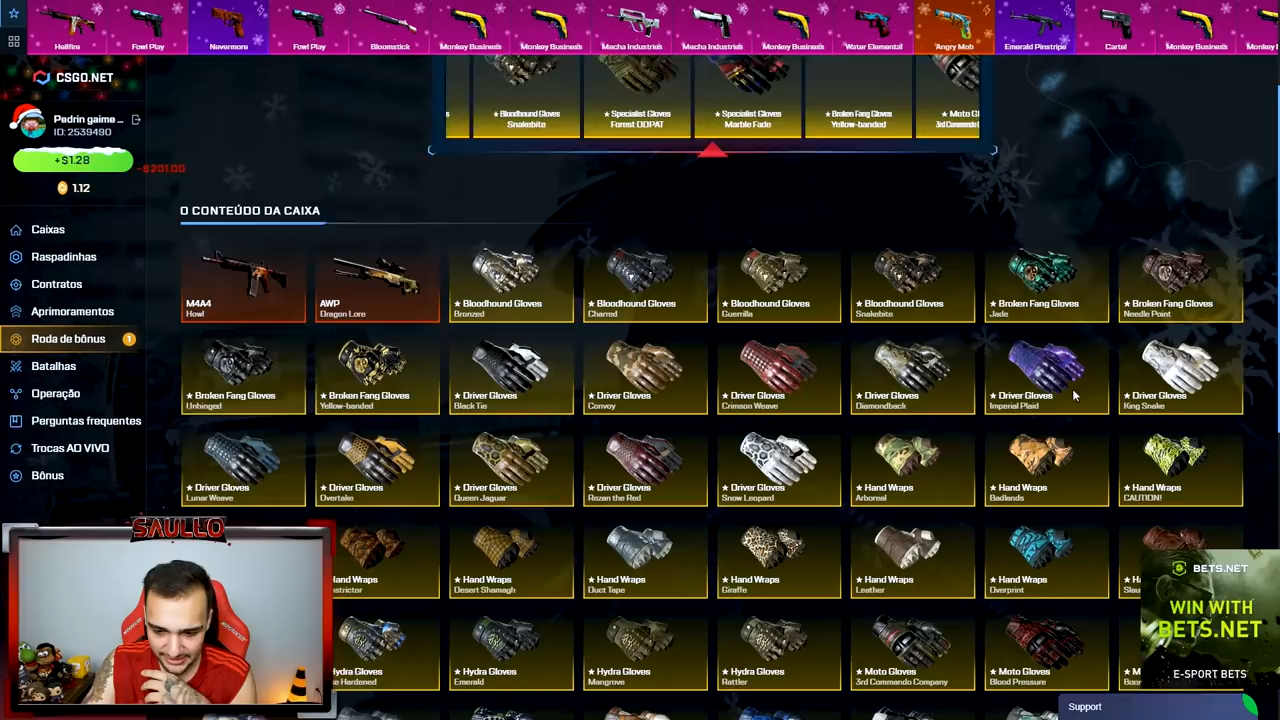 Hellfire
Fowl Play
Nevermore
Fowl Play
Bloomstick
Monkey Business
Monkey Business
Mecha Industries
Mecha Industries
Monkey Business
Water Elemental
Angry Mob
Emerald Pinstripe
Cartel
Monkey Business
CSGO.NET
Pedrin gaime ...
ID: 2539490
+$1.28
-$201.00
1.12
Caixas
Raspadinhas
Contratos
Aprimoramentos
Roda de bônus 1
Batalhas
Operação
Perguntas frequentes
Trocas AO VIVO
Bônus
★ Bloodhound Gloves
Snakebite
★ Specialist Gloves
Forest DDPAT
★ Specialist Gloves
Marble Fade
★ Broken Fang Gloves
Yellow-banded
★ Moto Gl
3rd Commando
O CONTEÚDO DA CAIXA
M4A4
Howl
AWP
Dragon Lore
★ Bloodhound Gloves
Bronzed
★ Bloodhound Gloves
Charred
★ Bloodhound Gloves
Guerrilla
★ Bloodhound Gloves
Snakebite
★ Broken Fang Gloves
Jade
★ Broken Fang Gloves
Needle Point
★ Broken Fang Gloves
Unhinged
★ Broken Fang Gloves
Yellow-banded
★ Driver Gloves
Black Tie
★ Driver Gloves
Convoy
★ Driver Gloves
Crimson Weave
★ Driver Gloves
Diamondback
★ Driver Gloves
Imperial Plaid
★ Driver Gloves
King Snake
★ Driver Gloves
Lunar Weave
★ Driver Gloves
Overtake
★ Driver Gloves
Queen Jaguar
★ Driver Gloves
Rezan the Red
★ Driver Gloves
Snow Leopard
★ Hand Wraps
Arboreal
★ Hand Wraps
Badlands
★ Hand Wraps
CAUTION!
Hand Wraps
nstrictor
★ Hand Wraps
Desert Shamagh
★ Hand Wraps
Duct Tape
★ Hand Wraps
Giraffe
★ Hand Wraps
Leather
★ Hand Wraps
Overprint
★ H
Slau
Hydra Gloves
e Hardened
★ Hydra Gloves
Emerald
★ Hydra Gloves
Mangrove
★ Hydra Gloves
Rattler
★ Moto Gloves
3rd Commando Company
★ Moto Gloves
Blood Pressure
★ M
Boom
SAULLO
BETS.NET
WIN WITH
BETS.NET
E-SPORT BETS
Support